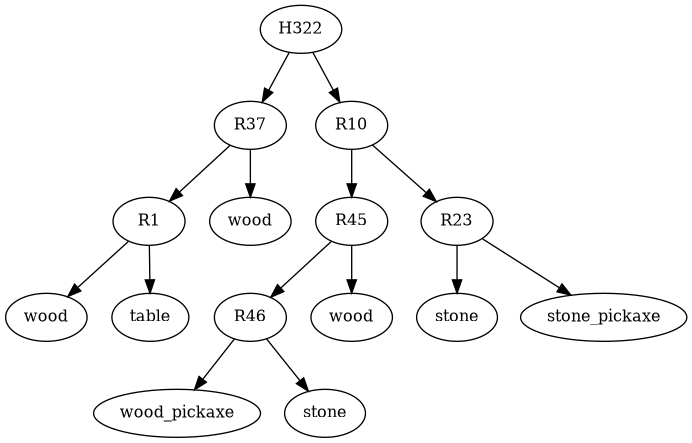 H322
R37
R10
R1
wood
R45
R23
wood
table
R46
wood
stone
stone_pickaxe
wood_pickaxe
stone